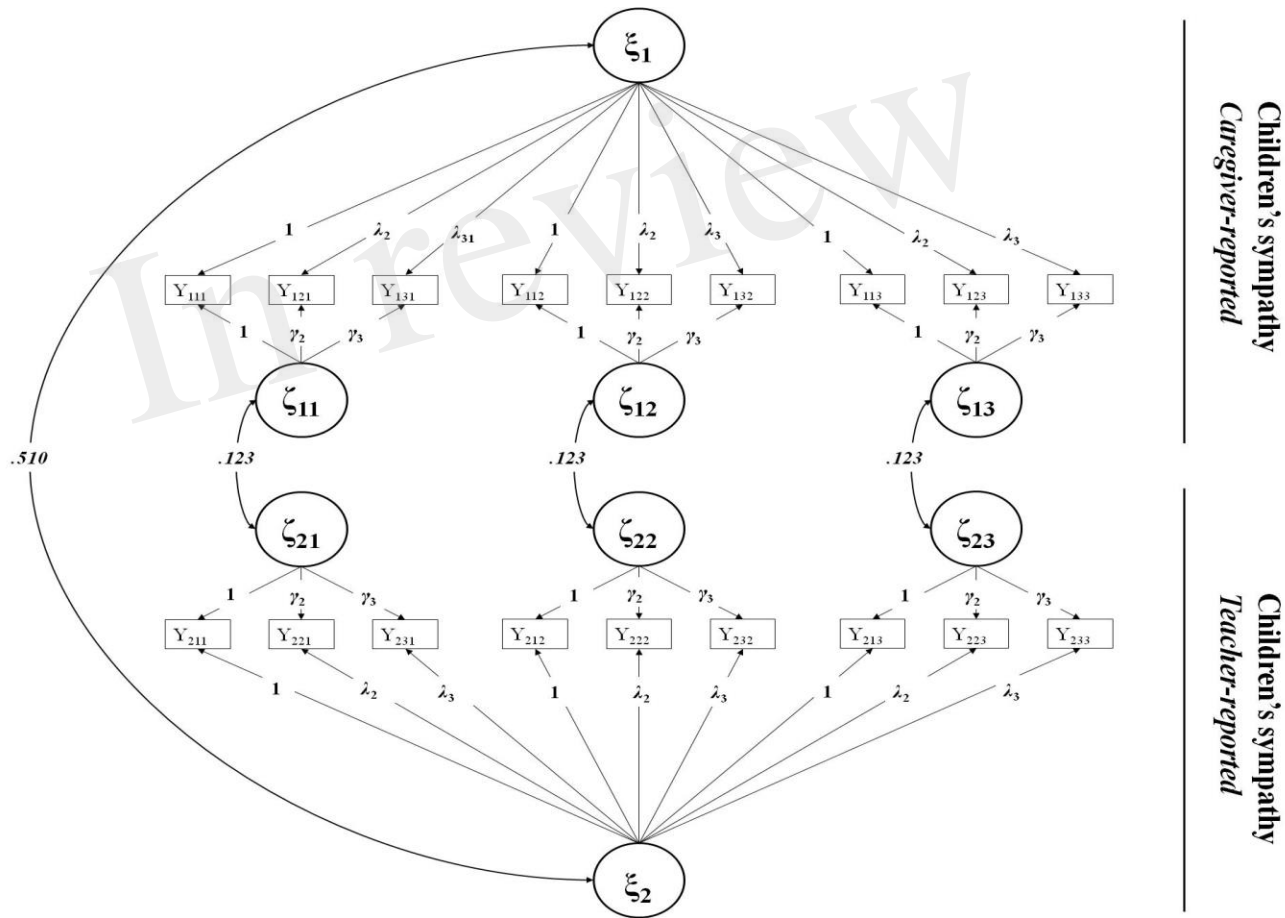 ξ1
In review
1 λ2 λ31 1 λ2 λ3 1 λ2 λ3
Y111 Y121 Y131 Y112 Y122 Y132 Y113 Y123 Y133
1 γ2 γ3 1 γ2 γ3 1 γ2 γ3
ζ11 ζ12 ζ13
.510 .123 .123 .123
ζ21 ζ22 ζ23
1 γ2 γ3 1 γ2 γ3 1 γ2 γ3
Y211 Y221 Y231 Y212 Y222 Y232 Y213 Y223 Y233
1 λ2 λ3 1 λ2 λ3 1 λ2 λ3
ξ2
Children's sympathy
Caregiver-reported
Children's sympathy
Teacher-reported